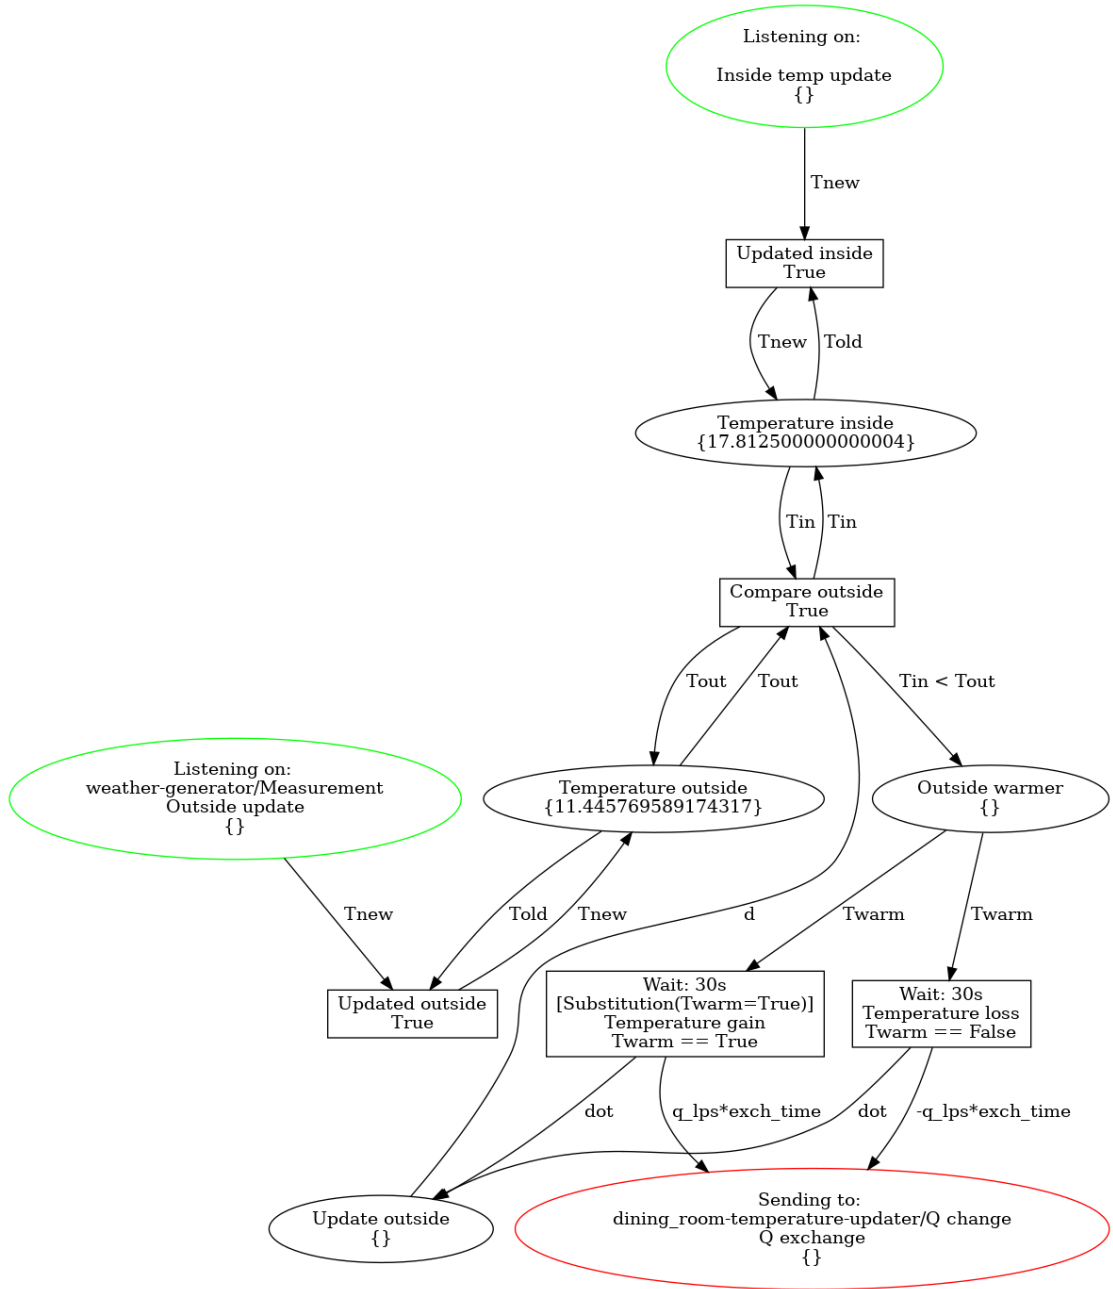 Listening on:
Inside temp update
{}
Tnew
Updated inside
True
Tnew
Told
Temperature inside
{17.812500000000004}
Tin
Tin
Compare outside
True
Tout
Tout
Tin < Tout
Listening on:
weather-generator/Measurement
Outside update
{}
Temperature outside
{11.445769589174317}
Outside warmer
{}
Tnew
Told
Tnew
d
Twarm
Twarm
Updated outside
True
Wait: 30s
[Substitution(Twarm=True)]
Temperature gain
Twarm == True
Wait: 30s
Temperature loss
Twarm == False
dot
q_lps*exch_time
dot
-q_lps*exch_time
Update outside
{}
Sending to:
dining_room-temperature-updater/Q change
Q exchange
{}